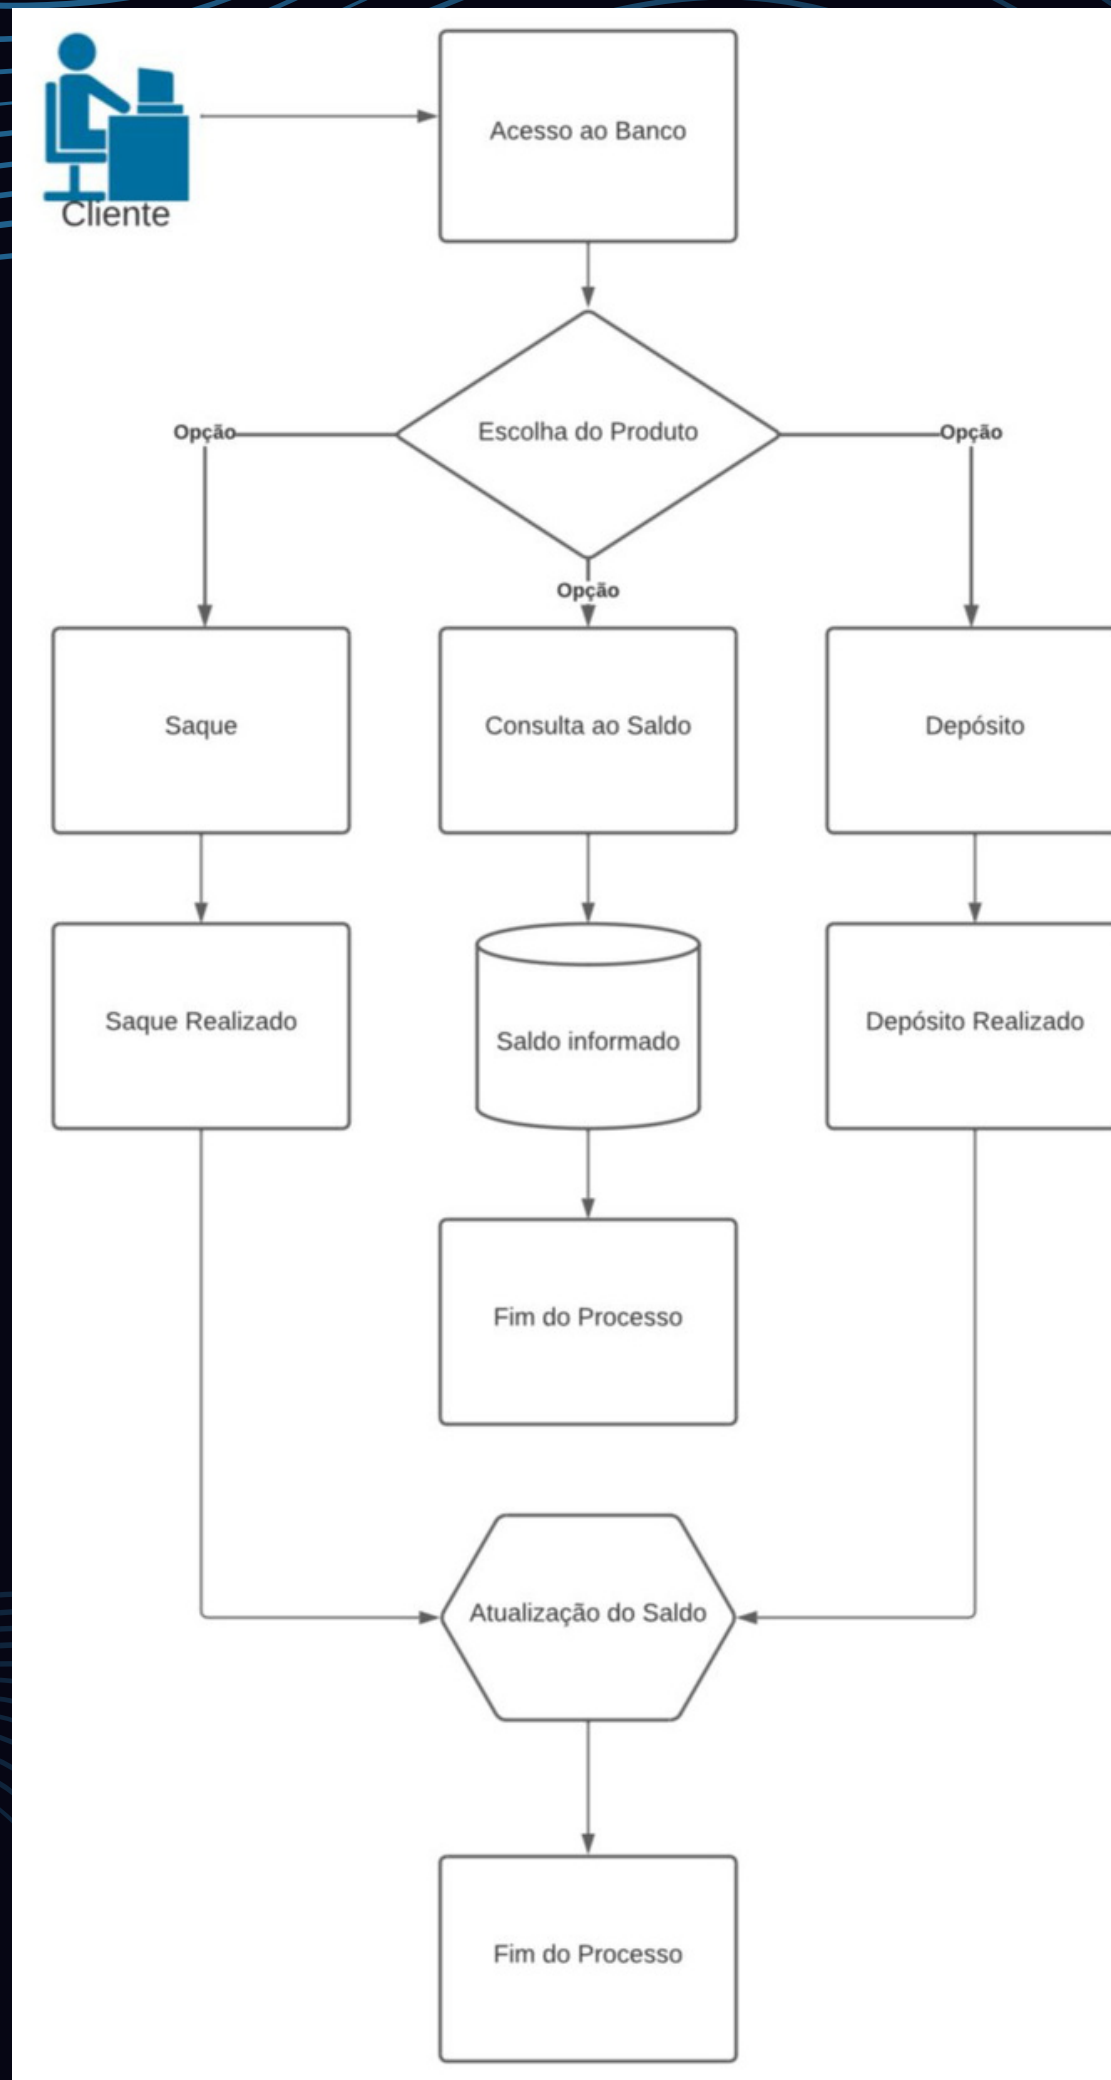 Cliente
Acesso ao Banco
Escolha do Produto
Opção
Opção
Opção
Saque
Consulta ao Saldo
Depósito
Saque Realizado
Saldo informado
Depósito Realizado
Fim do Processo
Atualização do Saldo
Fim do Processo